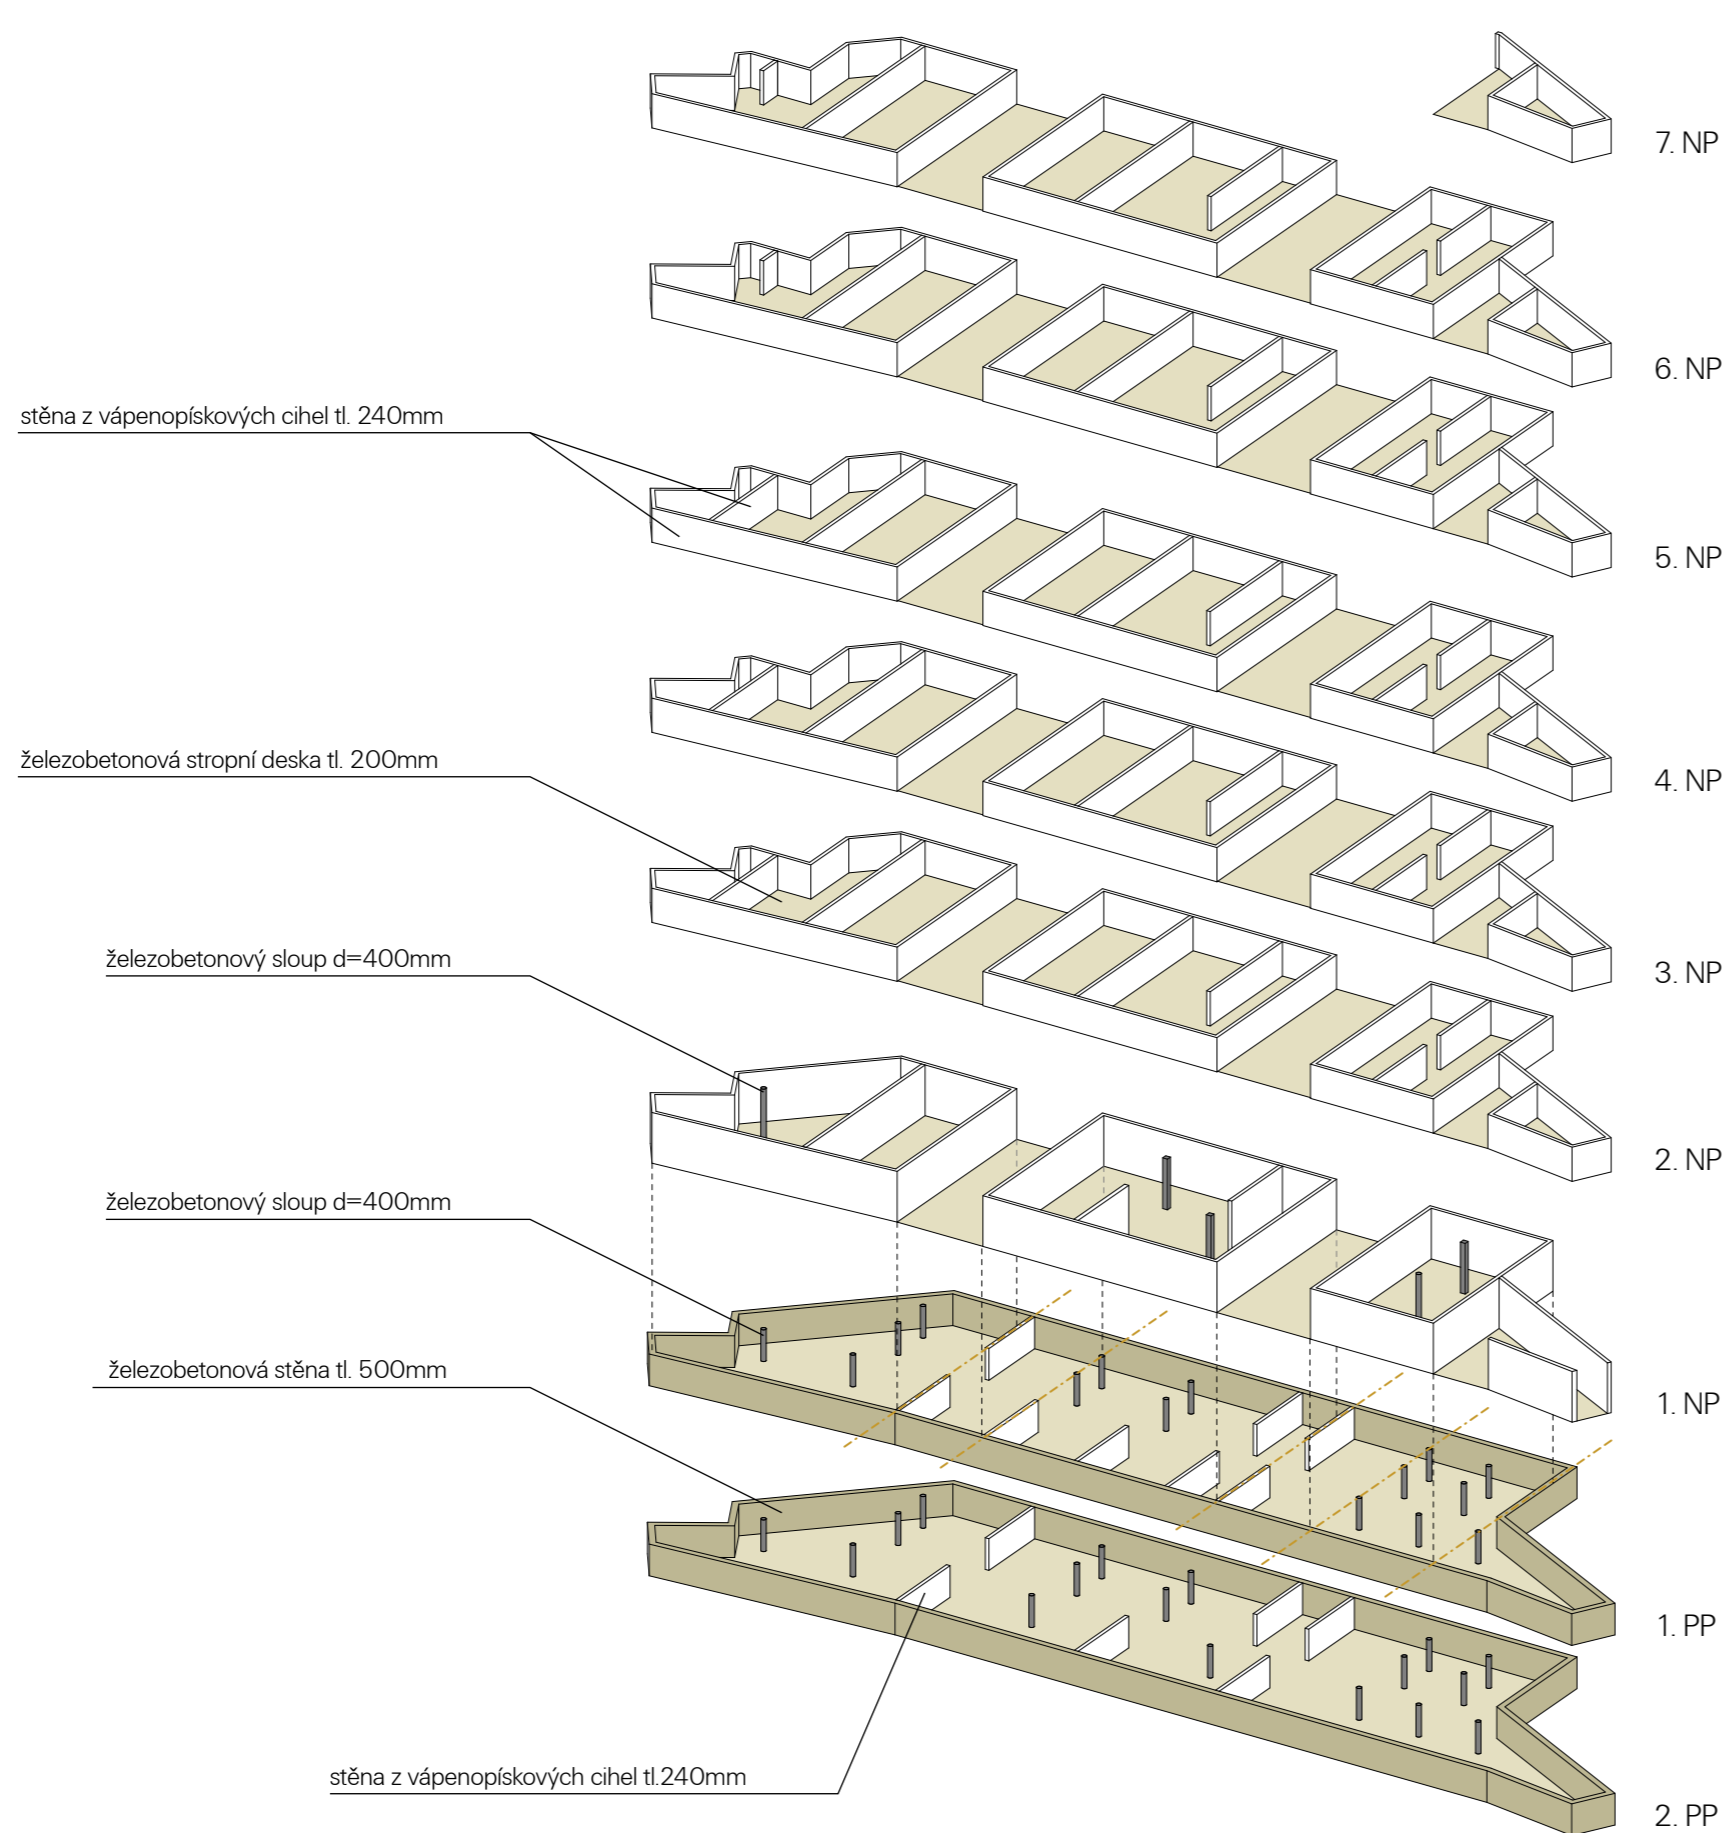 7. NP
6. NP
stěna z vápenopískových cihel tl. 240mm
5. NP
železobetonová stropní deska tl. 200mm
4. NP
železobetonový sloup d=400mm
3. NP
2. NP
železobetonový sloup d=400mm
železobetonová stěna tl. 500mm
1. NP
1. PP
stěna z vápenopískových cihel tl.240mm
2. PP